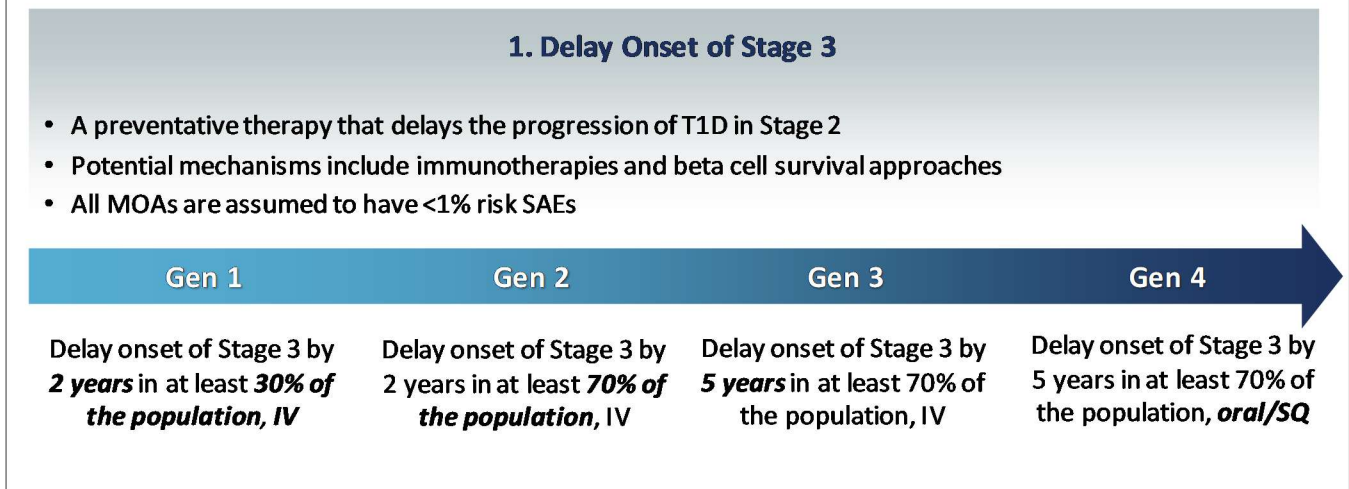 1. Delay Onset of Stage 3
• A preventative therapy that delays the progression of T1D in Stage 2
• Potential mechanisms include immunotherapies and beta cell survival approaches
• All MOAs are assumed to have <1% risk SAEs
Gen 1
Gen 2
Gen 3
Gen 4
Delay onset of Stage 3 by
2 years in at least 30% of
the population, IV
Delay onset of Stage 3 by
2 years in at least 70% of
the population, IV
Delay onset of Stage 3 by
5 years in at least 70% of
the population, IV
Delay onset of Stage 3 by
5 years in at least 70% of
the population, oral/SQ